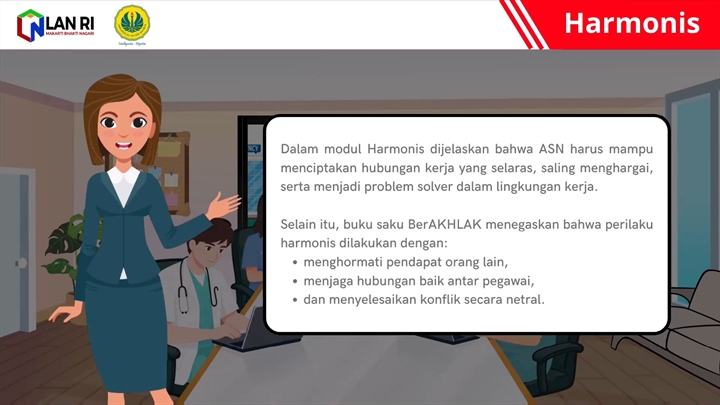 LAN RI
MAKARTI BHAKTI NAGARI
Harmonis
Dalam modul Harmonis dijelaskan bahwa ASN harus mampu
menciptakan hubungan kerja yang selaras, saling menghargai,
serta menjadi problem solver dalam lingkungan kerja.
Selain itu, buku saku BerAKHLAK menegaskan bahwa perilaku
harmonis dilakukan dengan:
• menghormati pendapat orang lain,
• menjaga hubungan baik antar pegawai,
• dan menyelesaikan konflik secara netral.